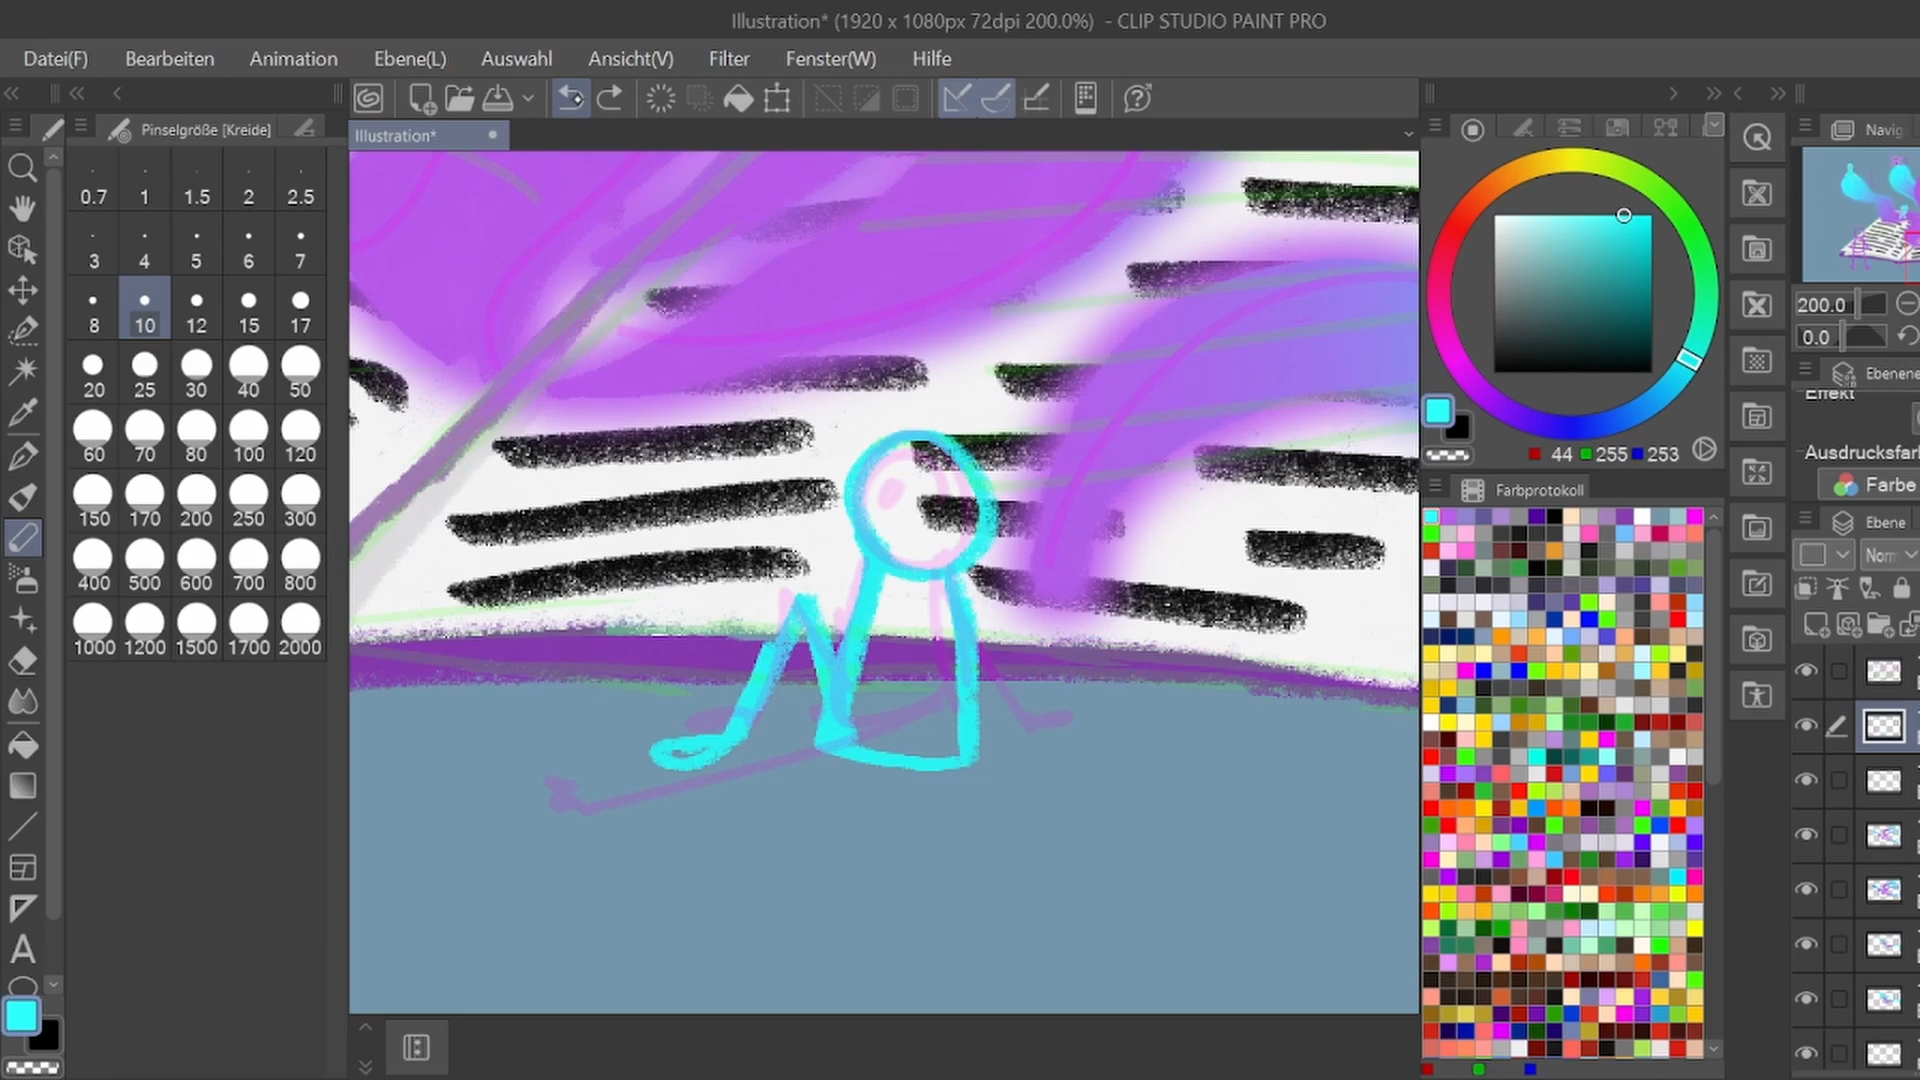 Illustration* (1920 x 1080px 72dpi 200.0%) - CLIP STUDIO PAINT PRO
Datei(F) Bearbeiten Animation Ebene(L) Auswahl Ansicht(V) Filter Fenster(W) Hilfe
Pinselgröße [Kreide]
Illustration*
Navig
0.7 1 1.5 2 2.5
3 4 5 6 7
8 10 12 15 17
20 25 30 40 50
60 70 80 100 120
150 170 200 250 300
400 500 600 700 800
1000 1200 1500 1700 2000
44 255 253
Farbprotokoll
200.0
0.0
Ebenene
Effekt
Ausdrucksfar
Farbe
Ebene
Norm